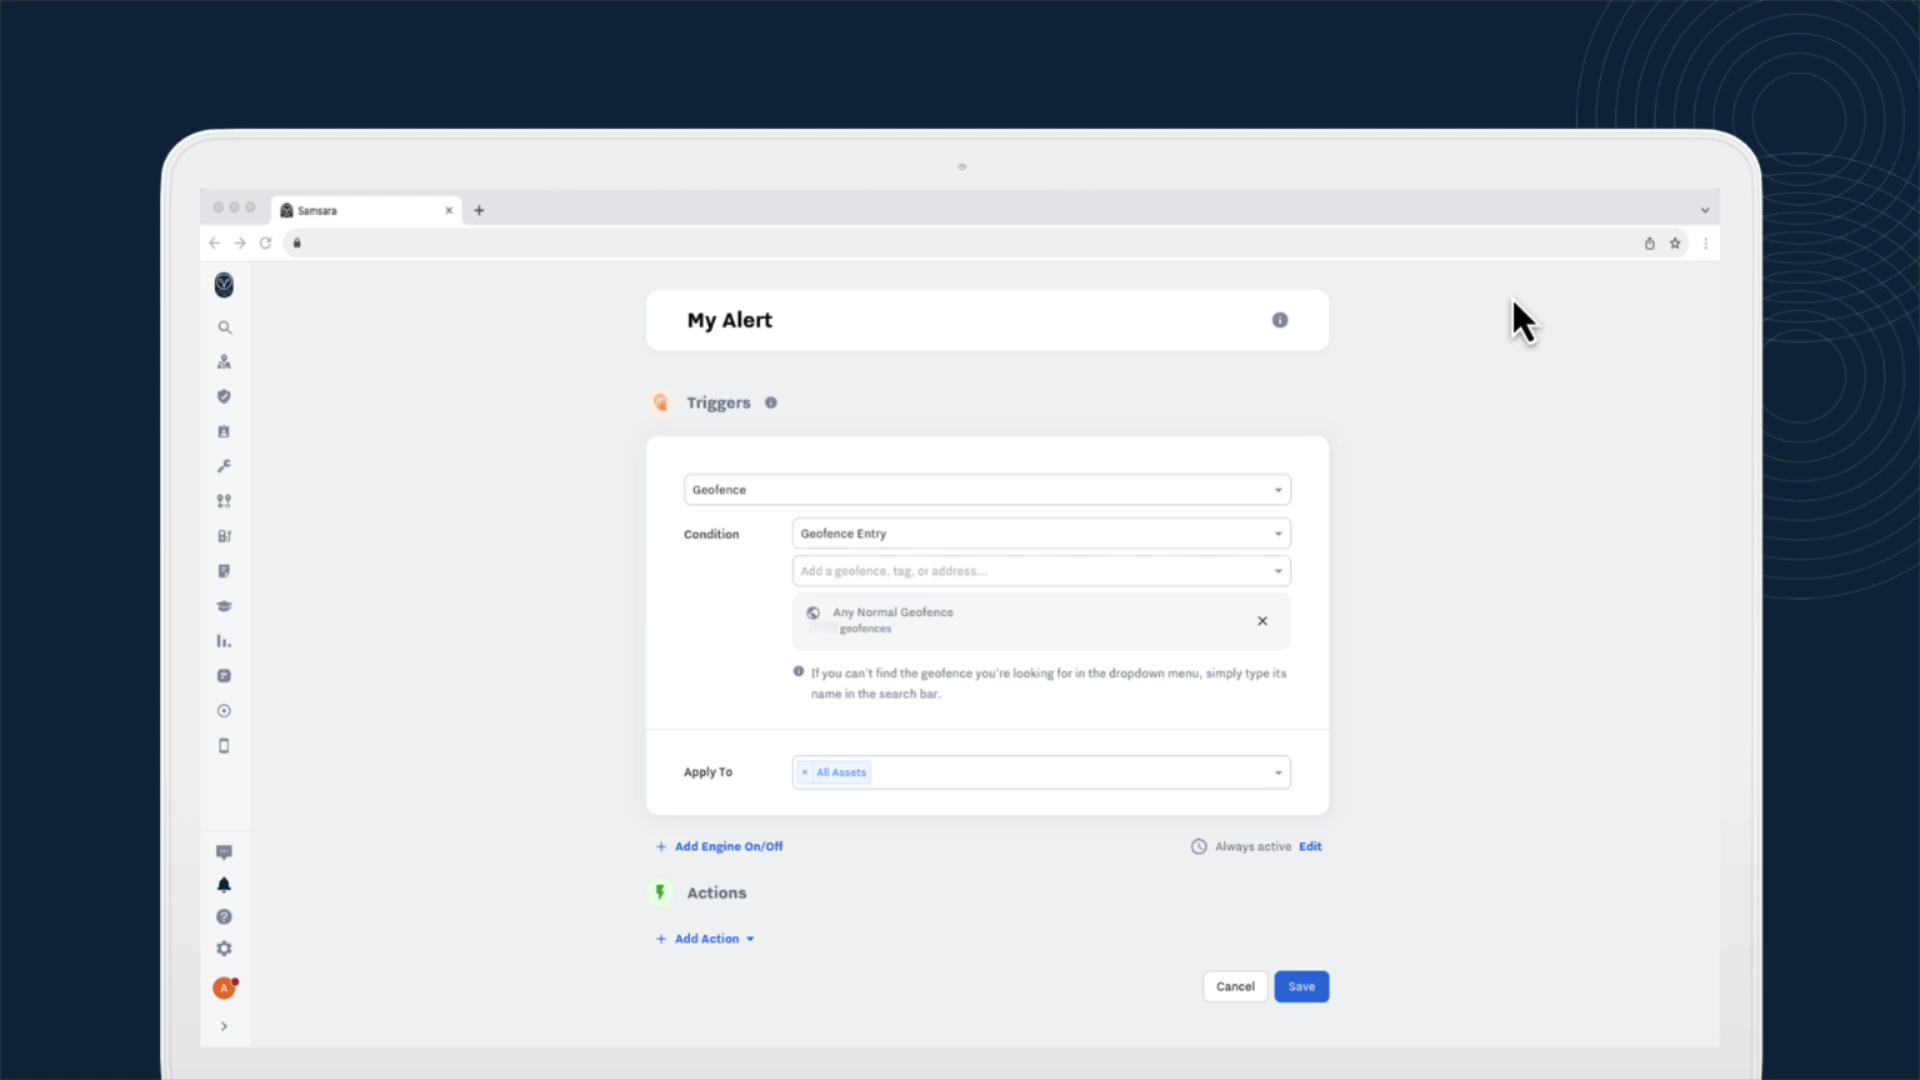 Samsara
My Alert
Triggers
Geofence
Condition
Geofence Entry
Add a geofence, tag, or address...
Any Normal Geofence
geofences
If you can't find the geofence you're looking for in the dropdown menu, simply type its
name in the search bar.
Apply To
× All Assets
+ Add Engine On/Off
Always active Edit
Actions
+ Add Action
Cancel
Save
A